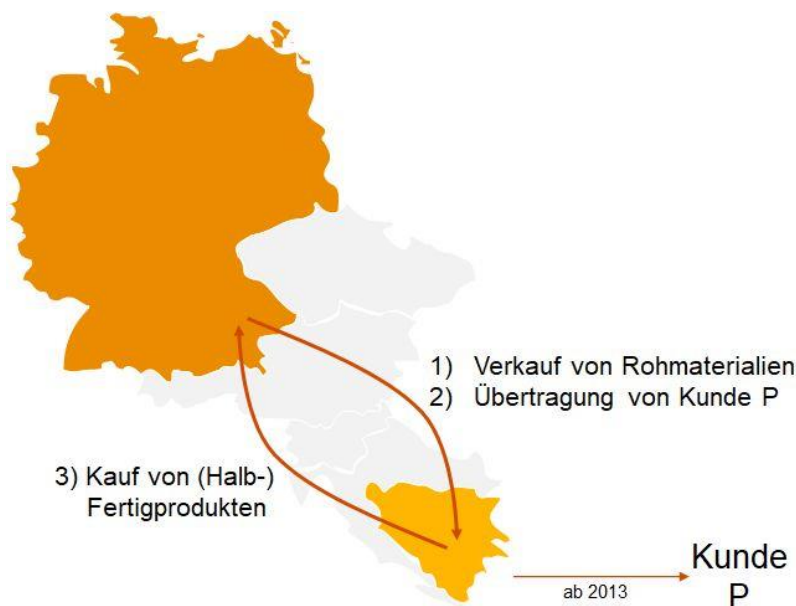 1) Verkauf von Rohmaterialien
2) Übertragung von Kunde P
3) Kauf von (Halb-)
Fertigprodukten
Kunde
P
ab 2013